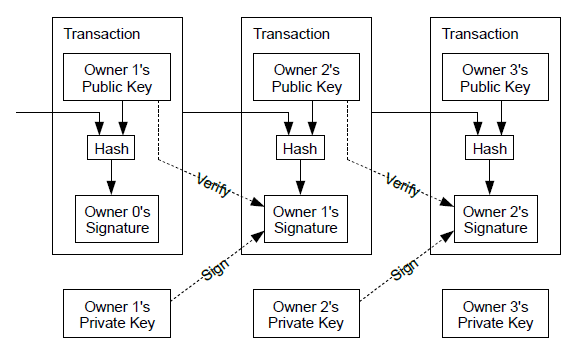 Transaction
Transaction
Transaction
Owner 1's
Public Key
Owner 2's
Public Key
Owner 3's
Public Key
Hash
Hash
Hash
Verify
Verify
Owner 0's
Signature
Owner 1's
Signature
Owner 2's
Signature
Sign
Sign
Owner 1's
Private Key
Owner 2's
Private Key
Owner 3's
Private Key